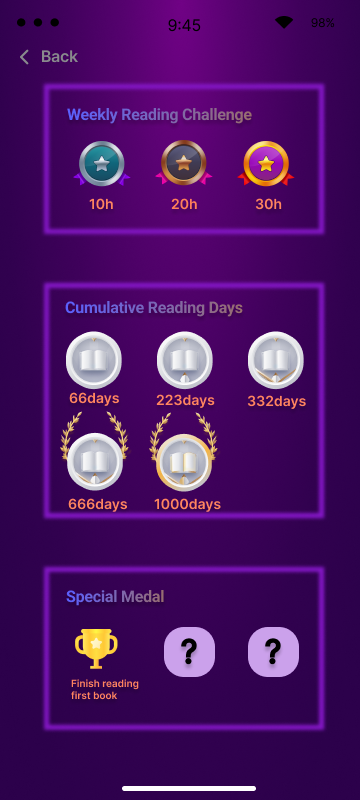 9:45
98%
Back
Weekly Reading Challenge
10h 20h 30h
Cumulative Reading Days
66days 223days 332days
666days 1000days
Special Medal
? ?
Finish reading
first book